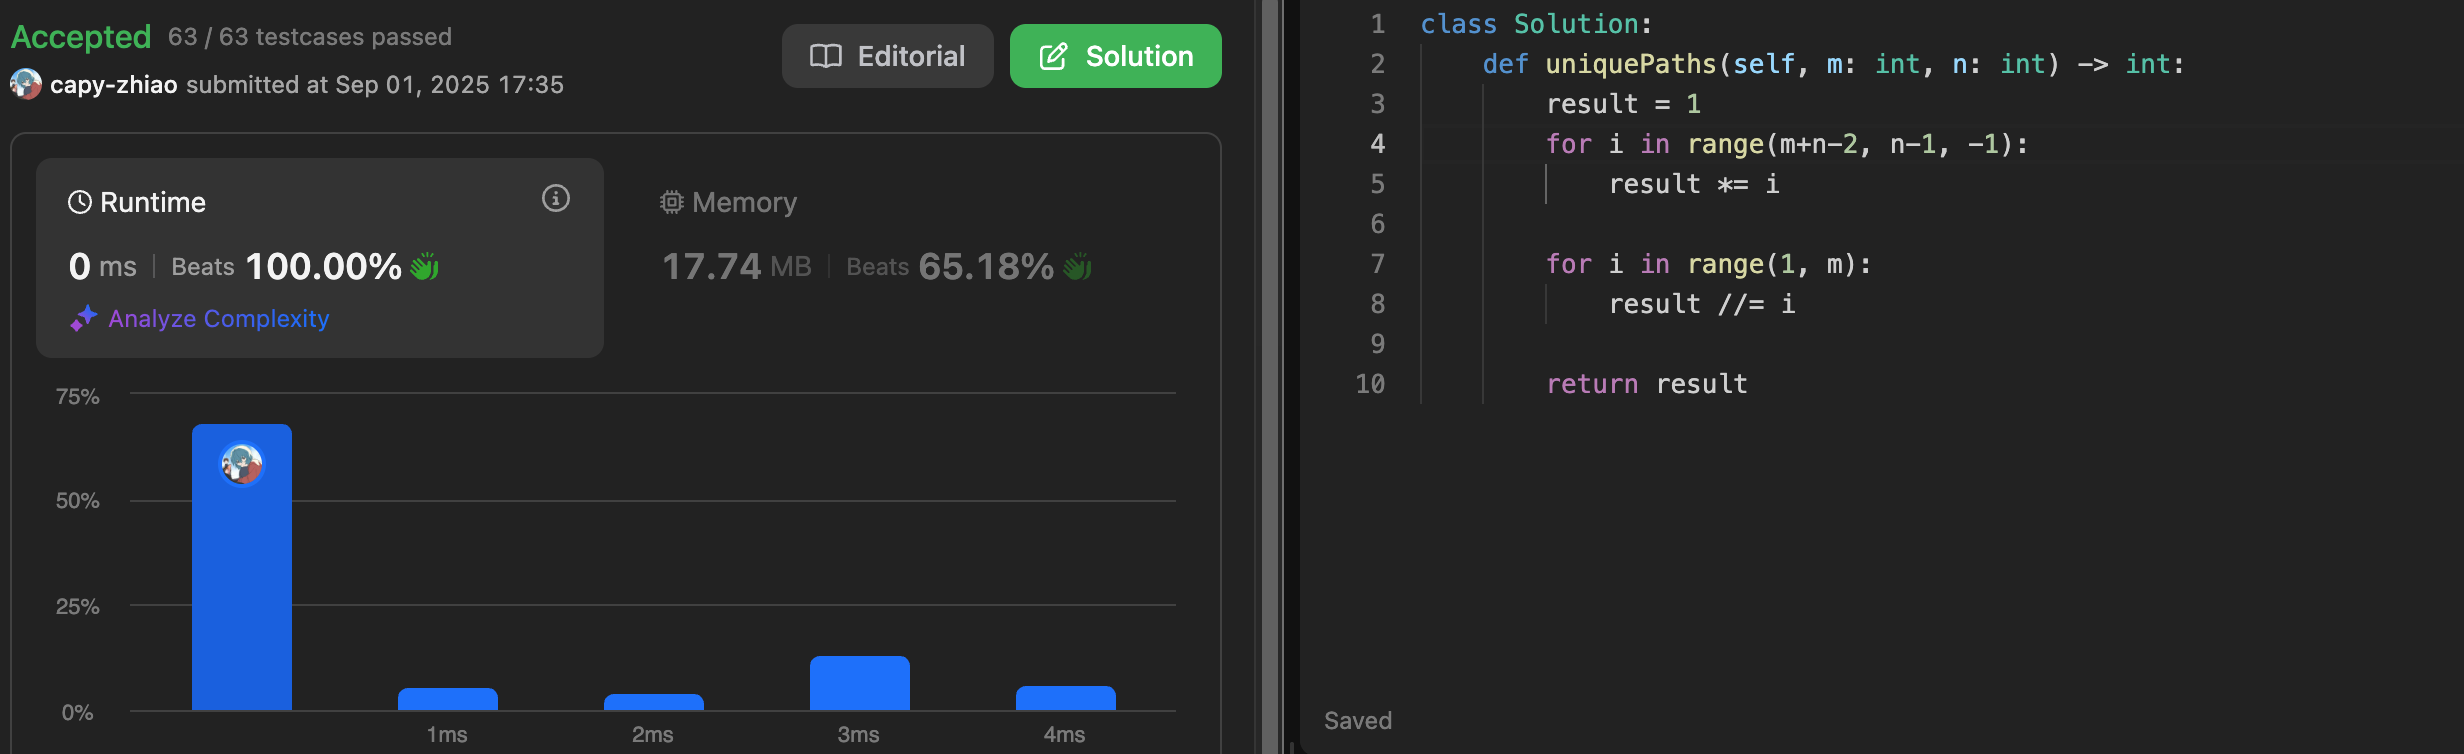 Accepted 63 / 63 testcases passed
capy-zhiao submitted at Sep 01, 2025 17:35
Editorial
Solution
Runtime
0 ms | Beats 100.00%
Analyze Complexity
Memory
17.74 MB | Beats 65.18%
75%
50%
25%
0%
1ms 2ms 3ms 4ms
1 class Solution:
2     def uniquePaths(self, m: int, n: int) -> int:
3         result = 1
4         for i in range(m+n-2, n-1, -1):
5             result *= i
6
7         for i in range(1, m):
8             result //= i
9
10         return result
Saved